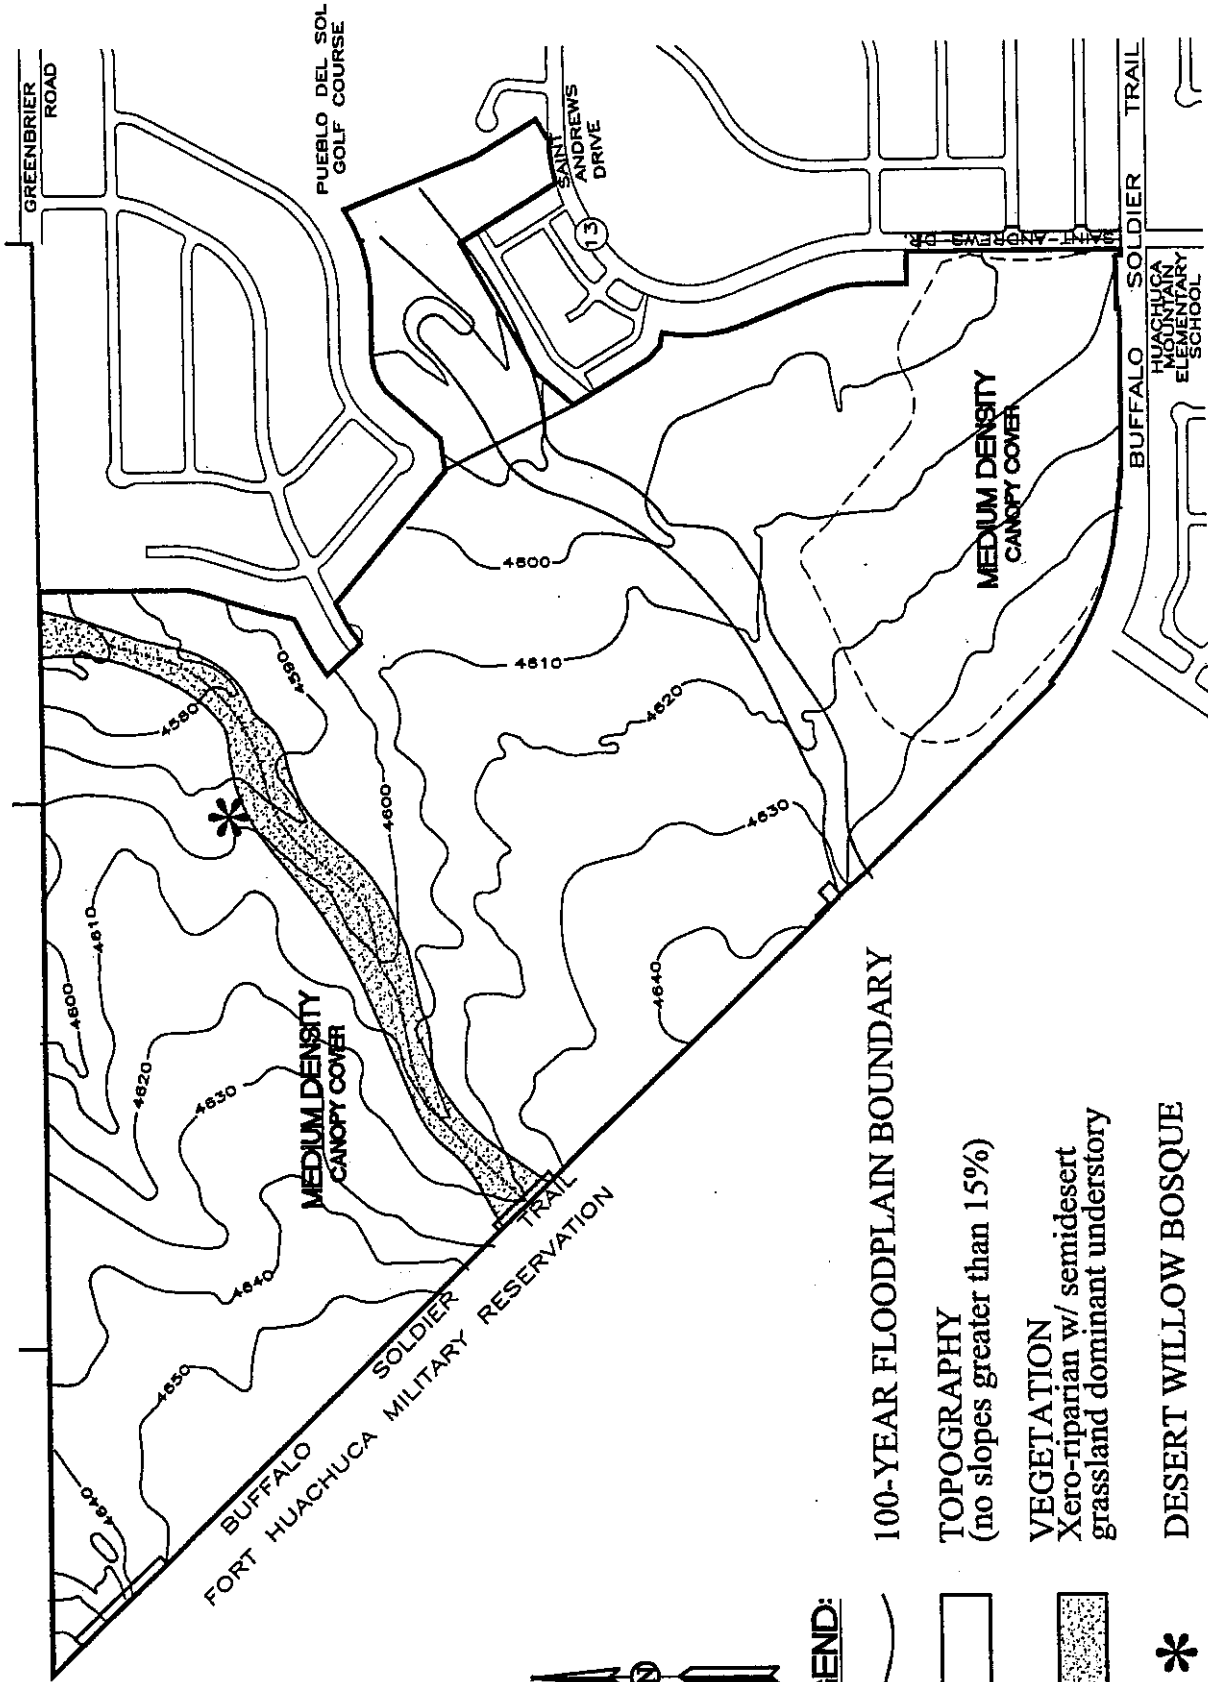 GREENBRIER
ROAD
PUEBLO DEL SOL
GOLF COURSE
SAINT
ANDREWS
DRIVE
13
SAINT-ANDREWS-DR.
BUFFALO SOLDIER TRAIL
HUACHUCA
MOUNTAIN
ELEMENTARY
SCHOOL
MEDIUM DENSITY
CANOPY COVER
4600
4610
4620
4630
4640
4580
4590
4600
4610
4600
4620
4630
4640
4650
4640
MEDIUM DENSITY
CANOPY COVER
BUFFALO SOLDIER TRAIL
FORT HUACHUCA MILITARY RESERVATION
N
GEND:
100-YEAR FLOODPLAIN BOUNDARY
TOPOGRAPHY
(no slopes greater than 15%)
VEGETATION
Xero-riparian w/ semidesert
grassland dominant understory
DESERT WILLOW BOSQUE